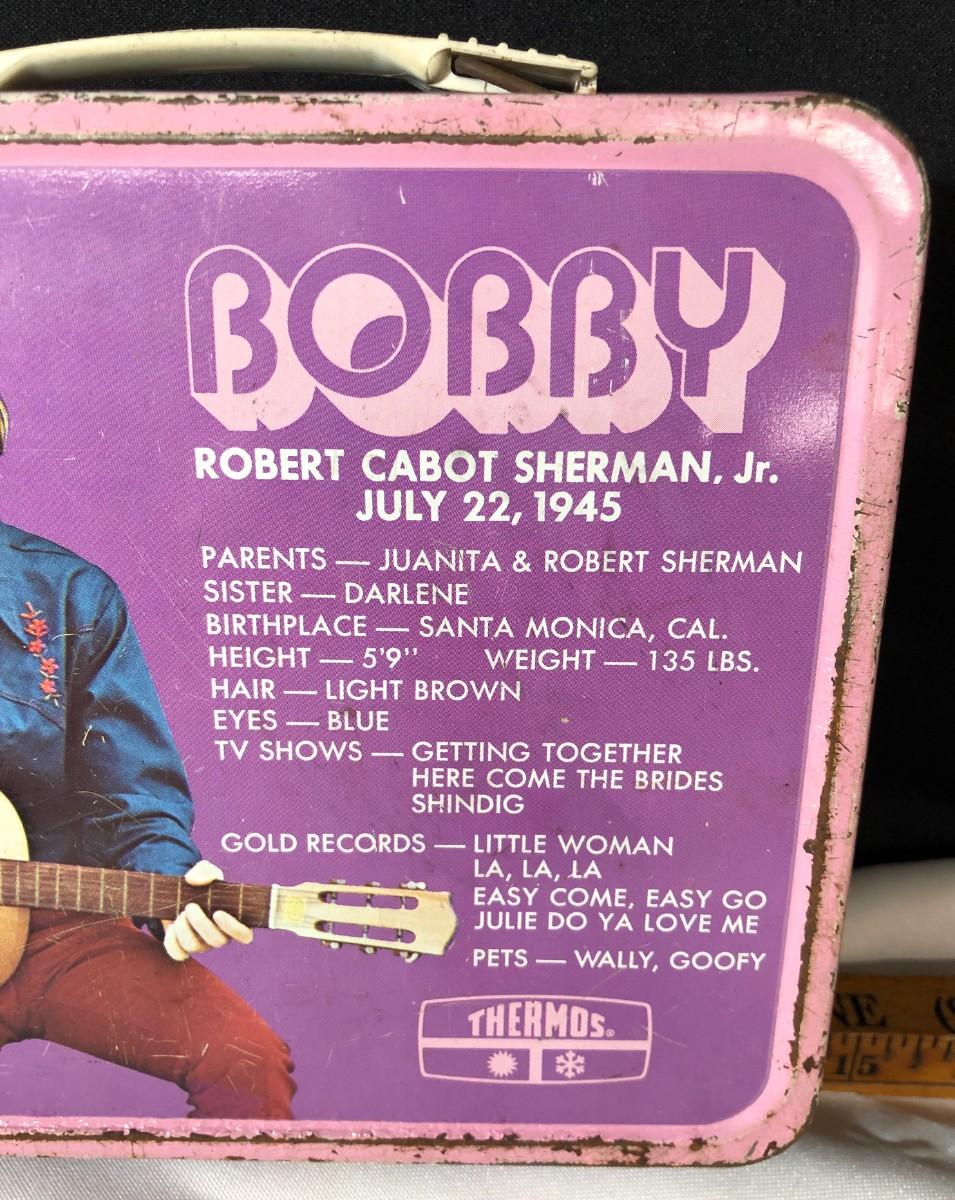 BOBBY
ROBERT CABOT SHERMAN, Jr.
JULY 22, 1945
PARENTS — JUANITA & ROBERT SHERMAN
SISTER — DARLENE
BIRTHPLACE — SANTA MONICA, CAL.
HEIGHT — 5'9'' WEIGHT — 135 LBS.
HAIR — LIGHT BROWN
EYES — BLUE
TV SHOWS — GETTING TOGETHER
HERE COME THE BRIDES
SHINDIG
GOLD RECORDS — LITTLE WOMAN
LA, LA, LA
EASY COME, EASY GO
JULIE DO YA LOVE ME
PETS — WALLY, GOOFY
THERMOS®
15